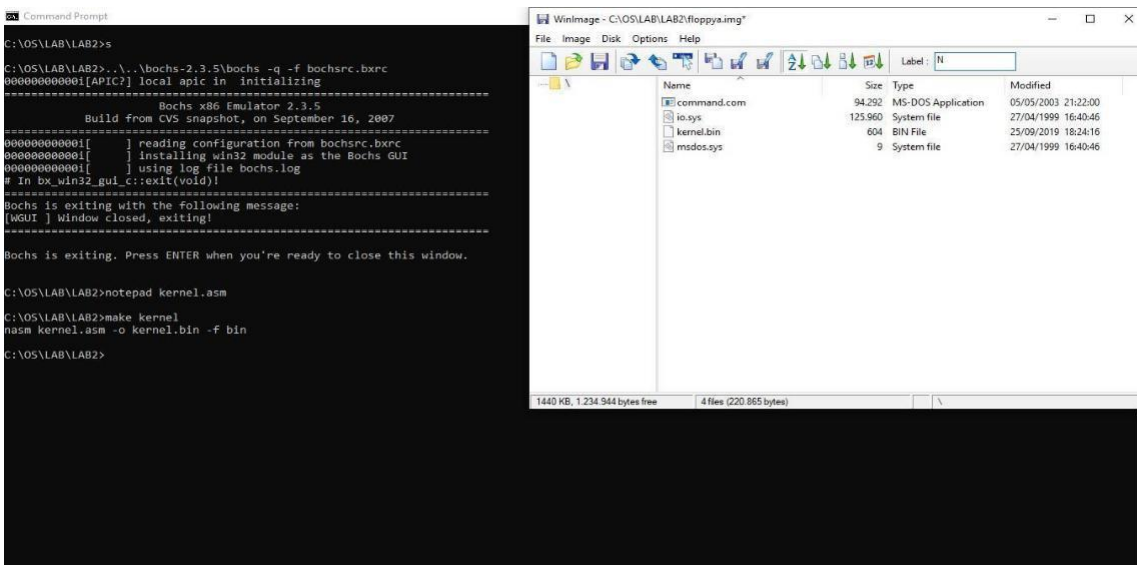 Command Prompt
C:\OS\LAB\LAB2>s
C:\OS\LAB\LAB2>..\..\bochs-2.3.5\bochs -q -f bochsrc.bxrc
00000000000i[APIC?] local apic in  initializing
========================================================================
Bochs x86 Emulator 2.3.5
Build from CVS snapshot, on September 16, 2007
========================================================================
00000000000i[     ] reading configuration from bochsrc.bxrc
00000000000i[     ] installing win32 module as the Bochs GUI
00000000000i[     ] using log file bochs.log
# In bx_win32_gui_c::exit(void)!
========================================================================
Bochs is exiting with the following message:
[WGUI ] Window closed, exiting!
========================================================================
Bochs is exiting. Press ENTER when you're ready to close this window.
C:\OS\LAB\LAB2>notepad kernel.asm
C:\OS\LAB\LAB2>make kernel
nasm kernel.asm -o kernel.bin -f bin
C:\OS\LAB\LAB2>
WinImage - C:\OS\LAB\LAB2\floppya.img*
File Image Disk Options Help
Label : N
\
Name Size Type Modified
command.com 94.292 MS-DOS Application 05/05/2003 21:22:00
io.sys 125.960 System file 27/04/1999 16:40:46
kernel.bin 604 BIN File 25/09/2019 18:24:16
msdos.sys 9 System file 27/04/1999 16:40:46
1440 KB, 1.234.944 bytes free 4 files (220.865 bytes) \